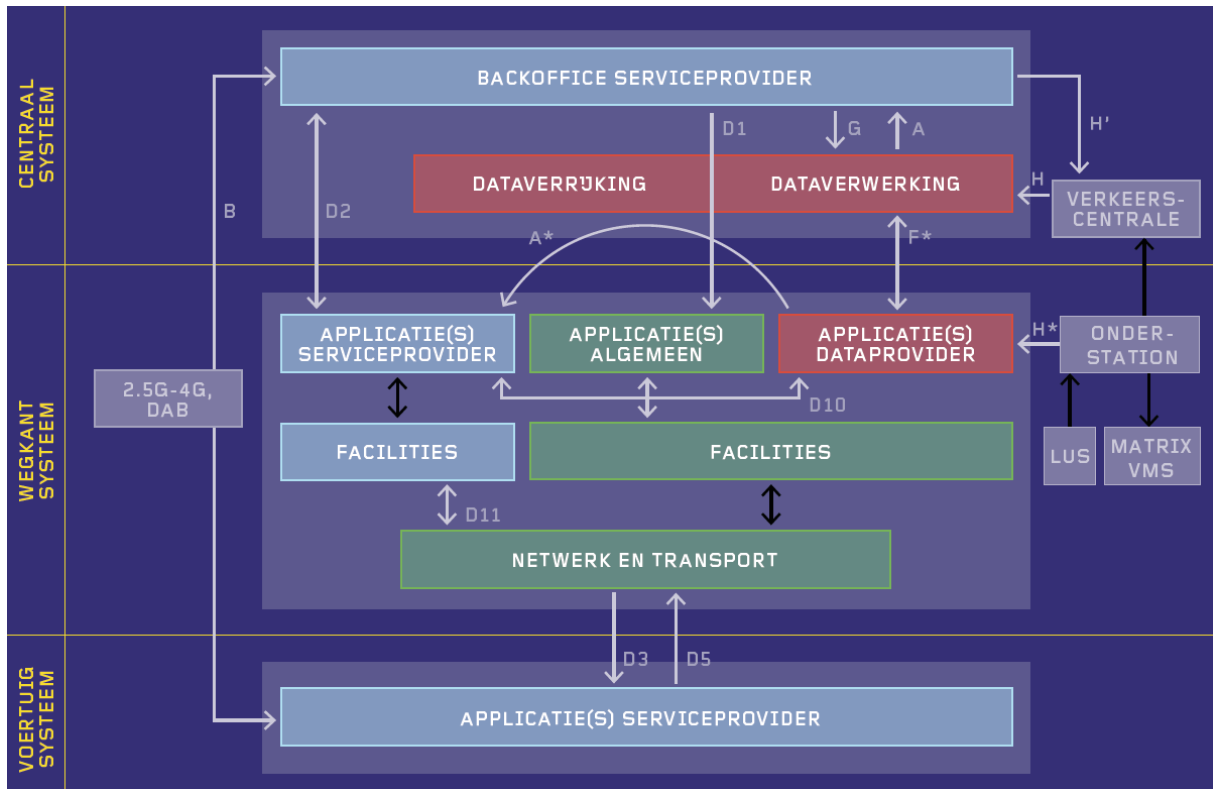 CENTRAAL
SYSTEEM
BACKOFFICE SERVICEPROVIDER
D1
G
A
H'
DATAVERRIJKING
DATAVERWERKING
H
VERKEERS-
CENTRALE
B
D2
A*
F*
WEGKANT
SYSTEEM
APPLICATIE(S)
SERVICEPROVIDER
APPLICATIE(S)
ALGEMEEN
APPLICATIE(S)
DATAPROVIDER
H*
ONDER-
STATION
2.5G-4G,
DAB
D10
FACILITIES
FACILITIES
LUS
MATRIX
VMS
D11
NETWERK EN TRANSPORT
D3
D5
VOERTUIG
SYSTEEM
APPLICATIE(S) SERVICEPROVIDER